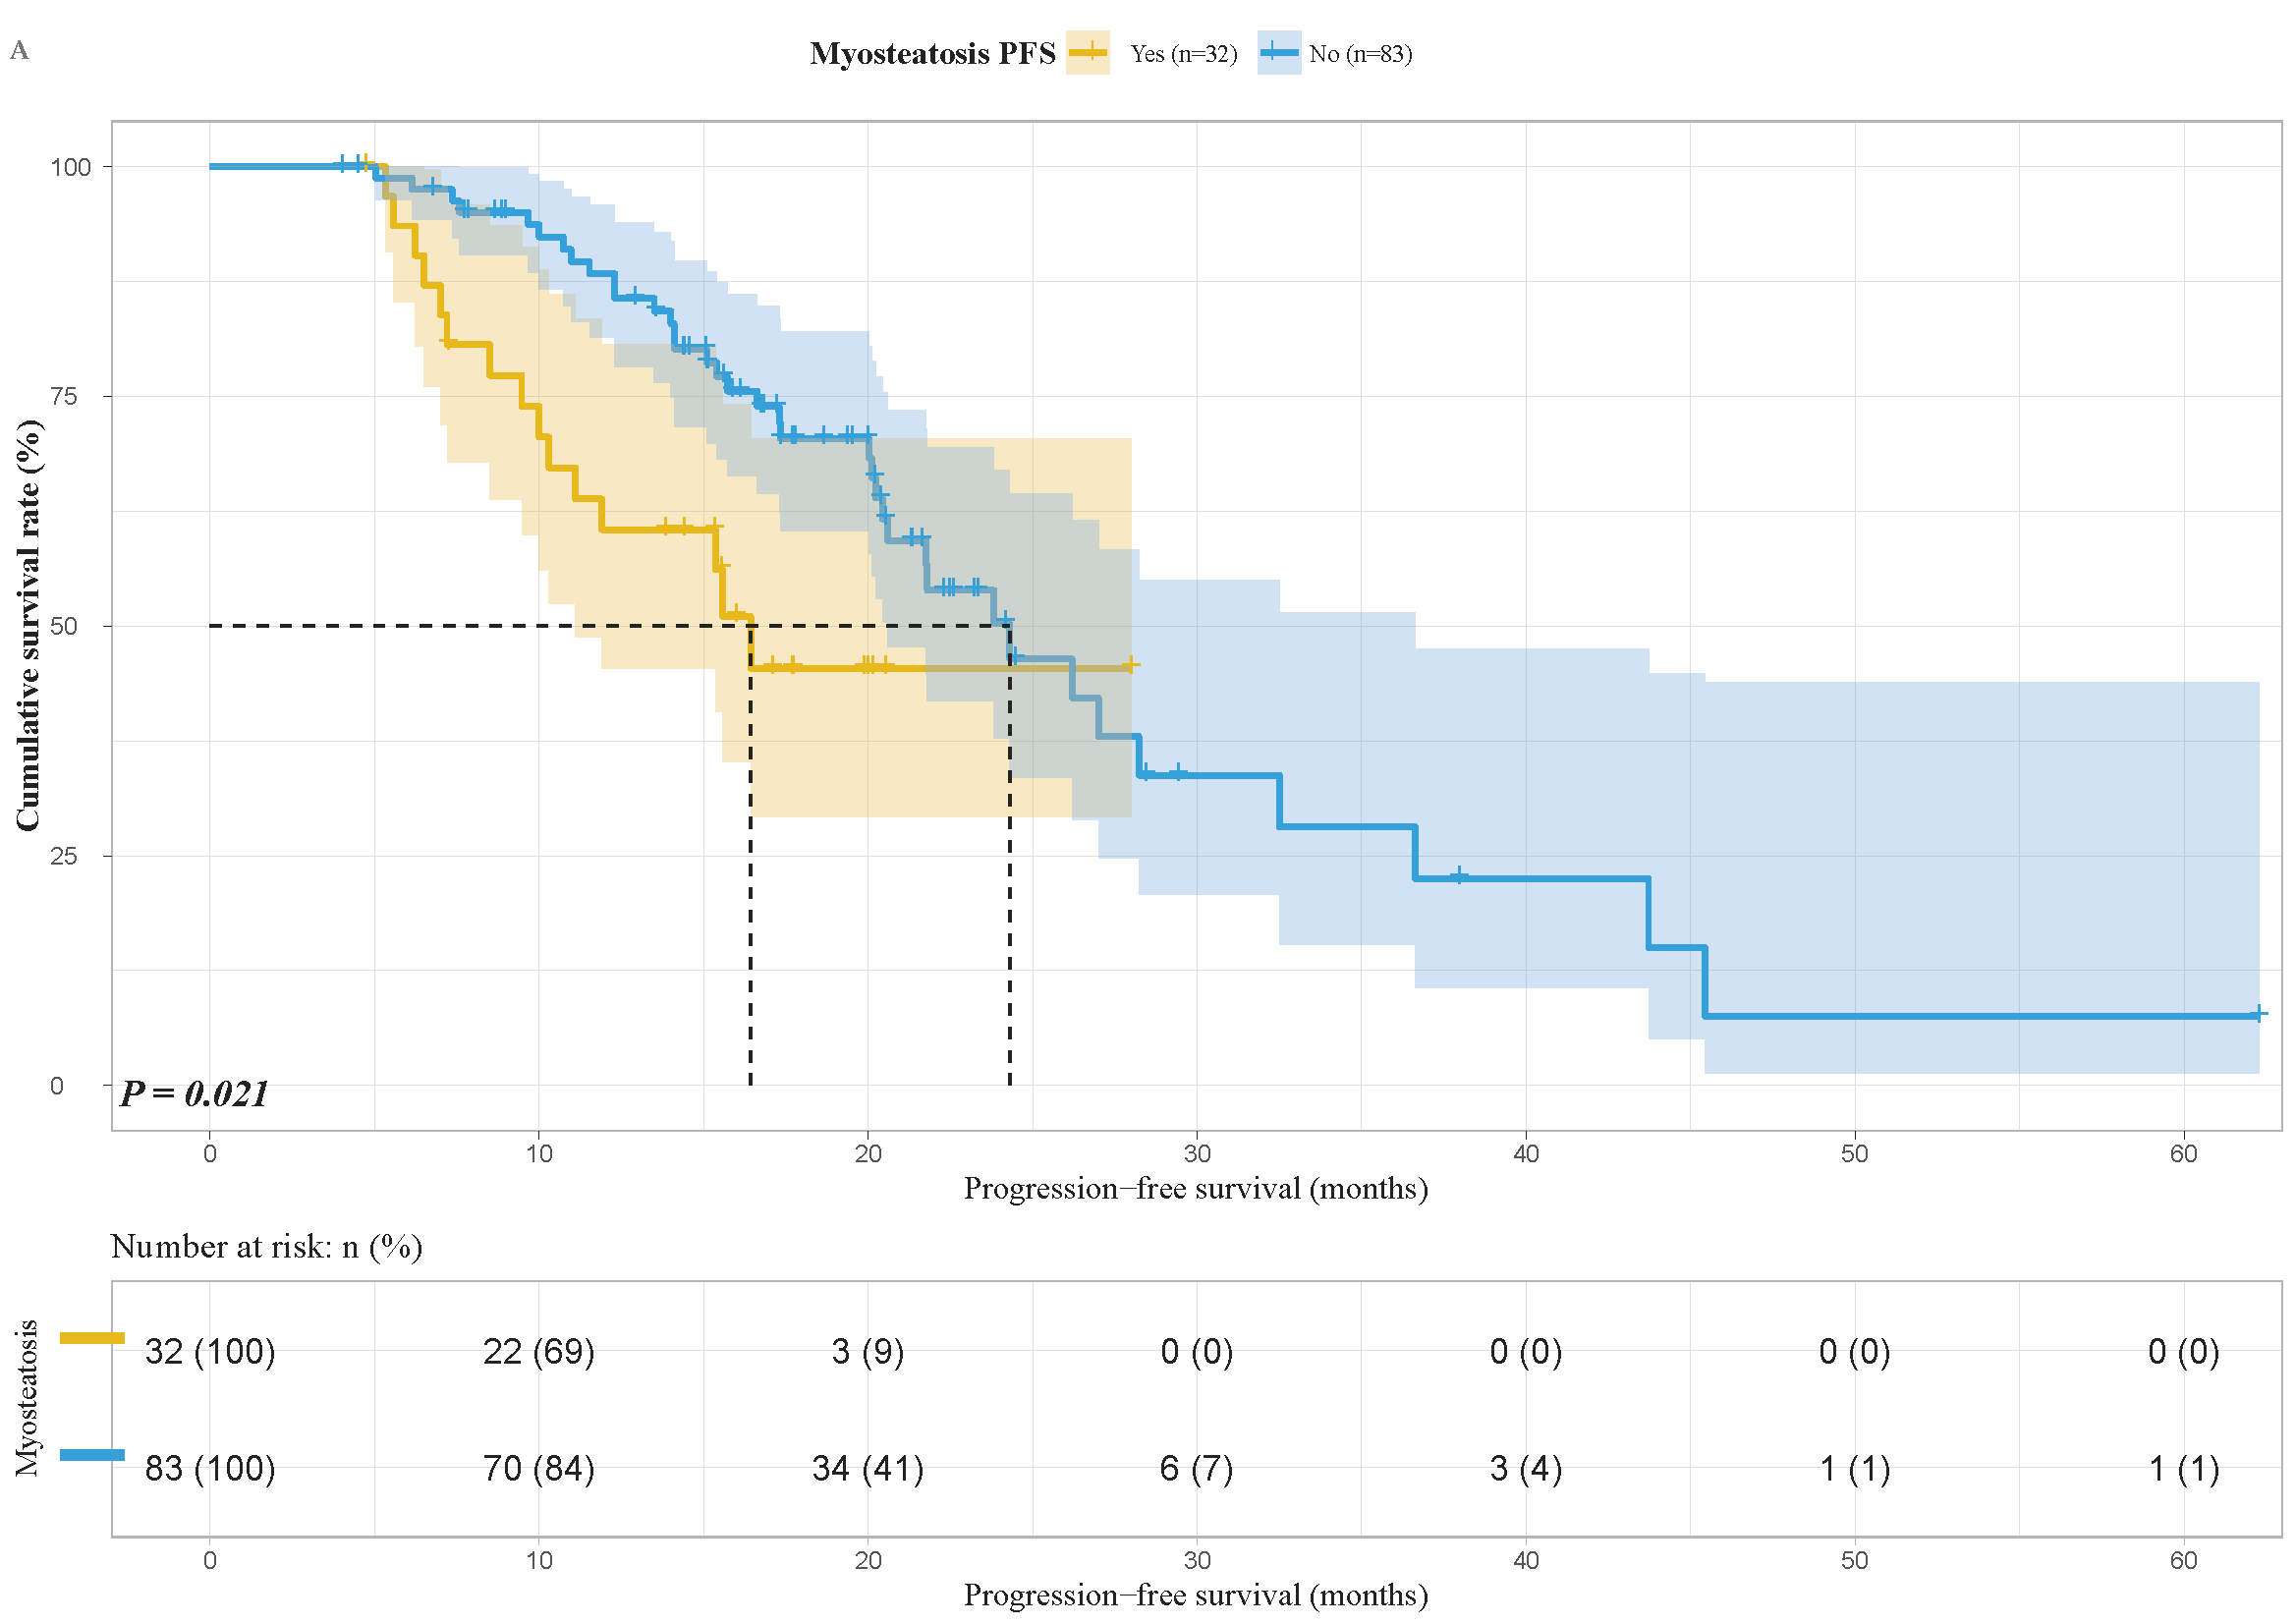 A
Myosteatosis PFS Yes (n=32) No (n=83)
Cumulative survival rate (%)
100
75
50
25
0
P = 0.021
0 10 20 30 40 50 60
Progression−free survival (months)
Number at risk: n (%)
Myosteatosis
32 (100) 22 (69) 3 (9) 0 (0) 0 (0) 0 (0) 0 (0)
83 (100) 70 (84) 34 (41) 6 (7) 3 (4) 1 (1) 1 (1)
0 10 20 30 40 50 60
Progression−free survival (months)